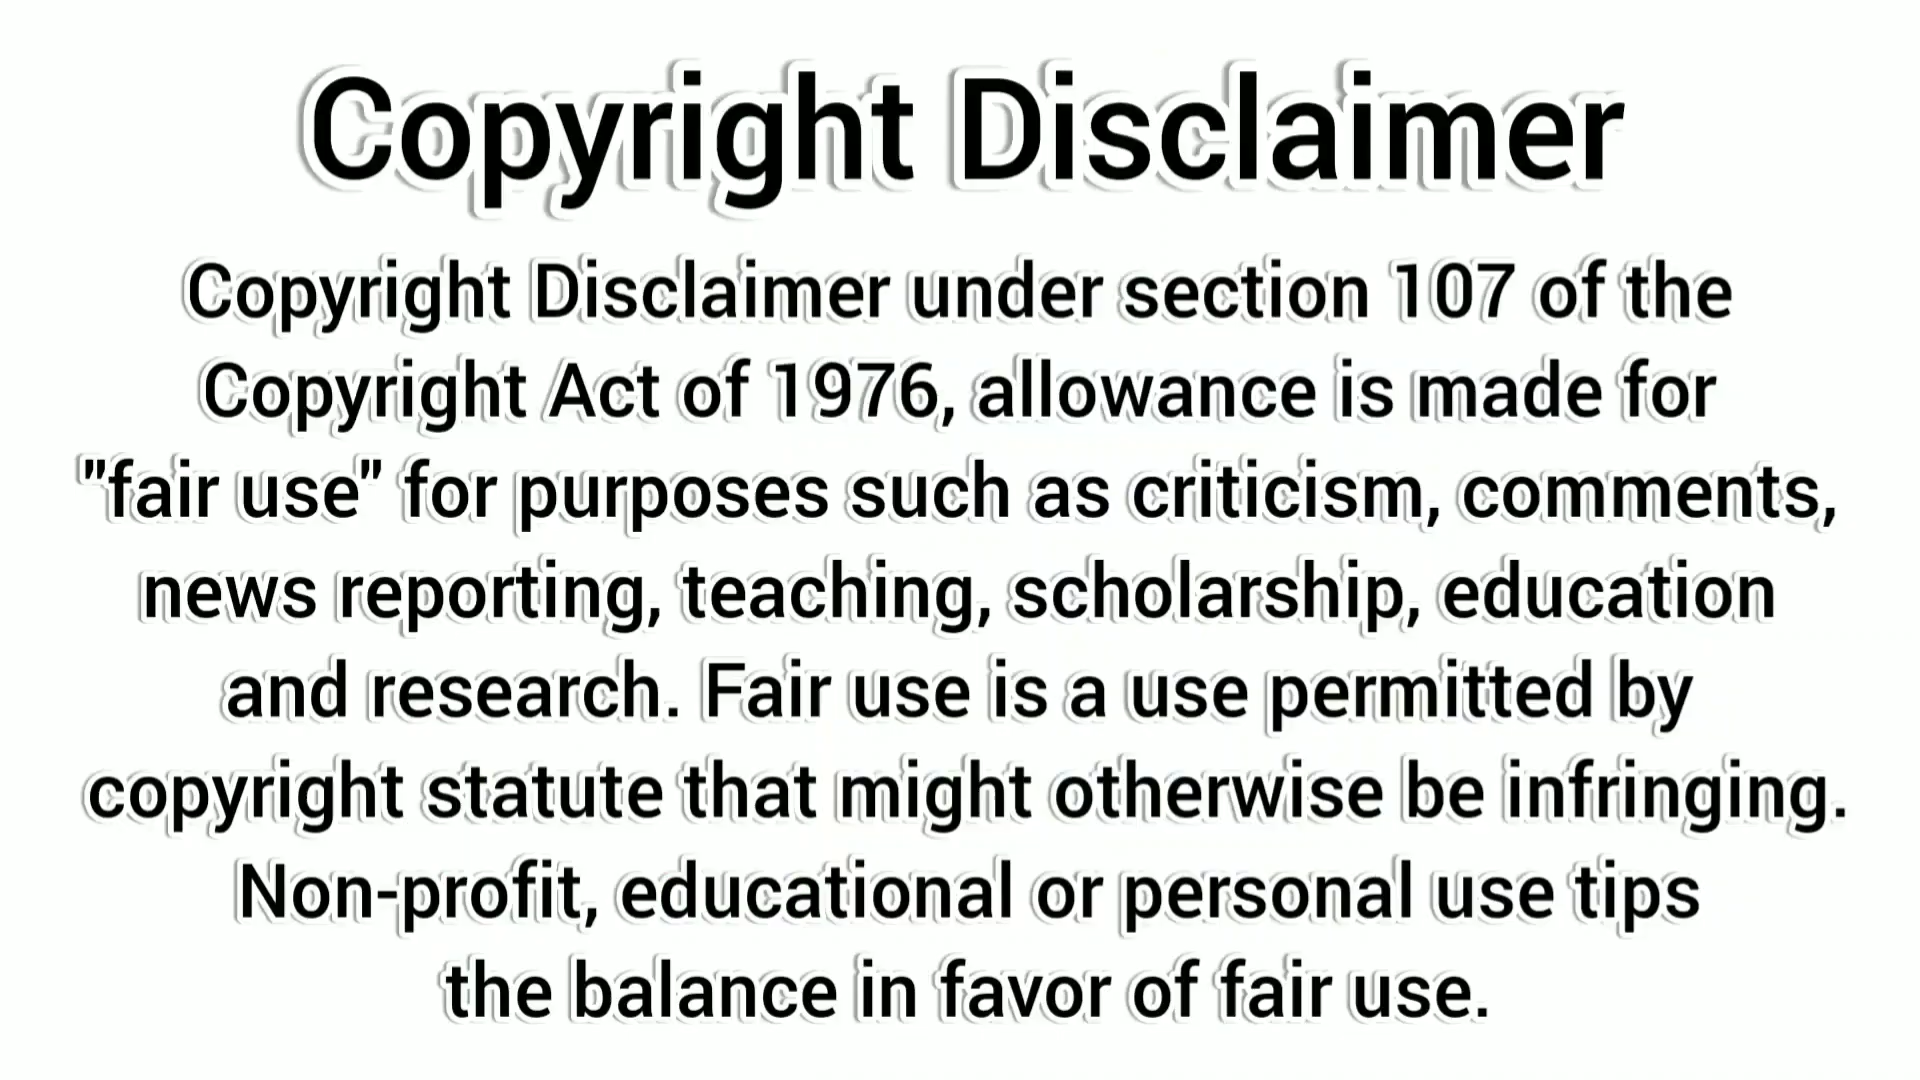 Copyright Disclaimer
Copyright Disclaimer under section 107 of the
Copyright Act of 1976, allowance is made for
"fair use" for purposes such as criticism, comments,
news reporting, teaching, scholarship, education
and research. Fair use is a use permitted by
copyright statute that might otherwise be infringing.
Non-profit, educational or personal use tips
the balance in favor of fair use.